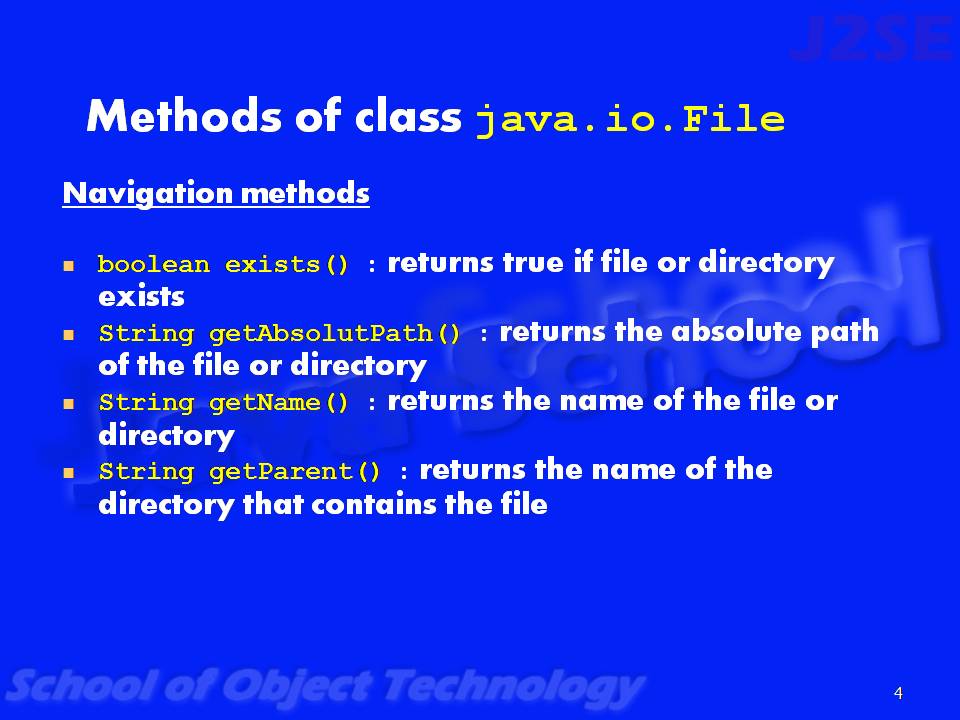 J2SE
Methods of class java.io.File
Navigation methods
boolean exists() : returns true if file or directory
exists
String getAbsolutPath() : returns the absolute path
of the file or directory
String getName() : returns the name of the file or
directory
String getParent() : returns the name of the
directory that contains the file
Java-School
School of Object Technology
4